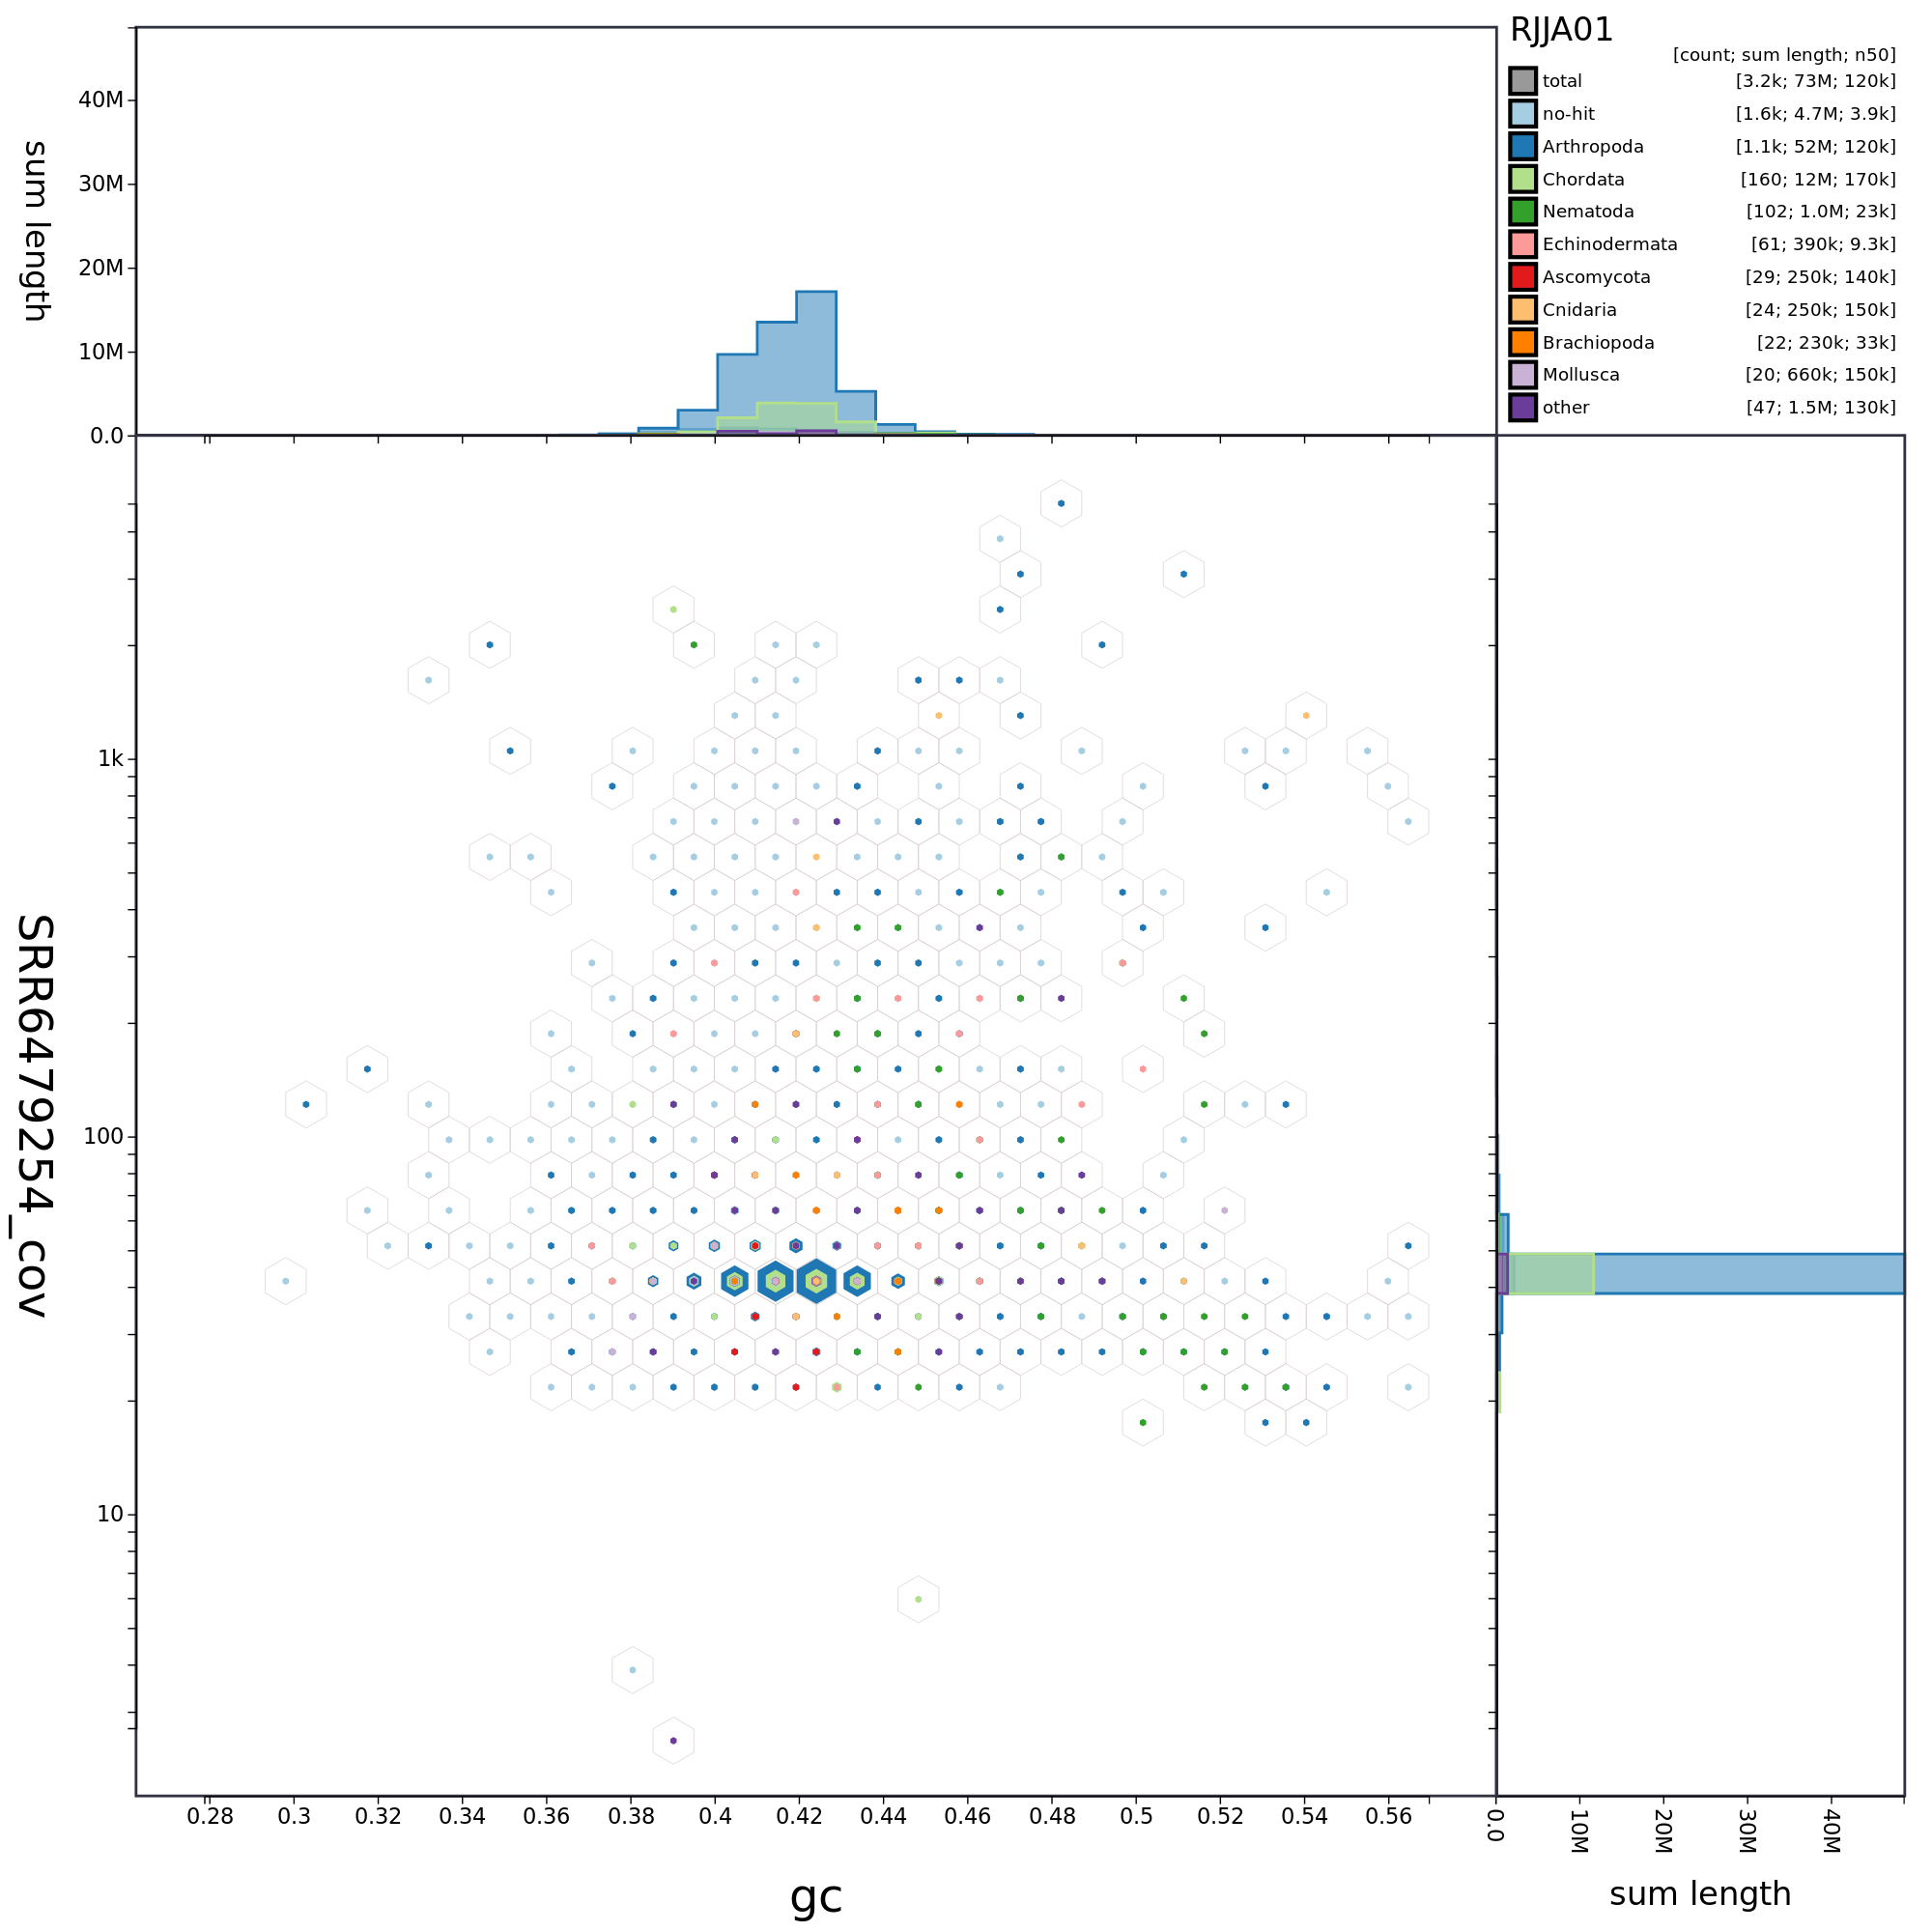 RJJA01
[count; sum length; n50]
total [3.2k; 73M; 120k]
no-hit [1.6k; 4.7M; 3.9k]
Arthropoda [1.1k; 52M; 120k]
Chordata [160; 12M; 170k]
Nematoda [102; 1.0M; 23k]
Echinodermata [61; 390k; 9.3k]
Ascomycota [29; 250k; 140k]
Cnidaria [24; 250k; 150k]
Brachiopoda [22; 230k; 33k]
Mollusca [20; 660k; 150k]
other [47; 1.5M; 130k]
sum length
40M
30M
20M
10M
0.0
SRR6479254_cov
1k
100
10
0.28 0.3 0.32 0.34 0.36 0.38 0.4 0.42 0.44 0.46 0.48 0.5 0.52 0.54 0.56
gc
0.0 10M 20M 30M 40M
sum length